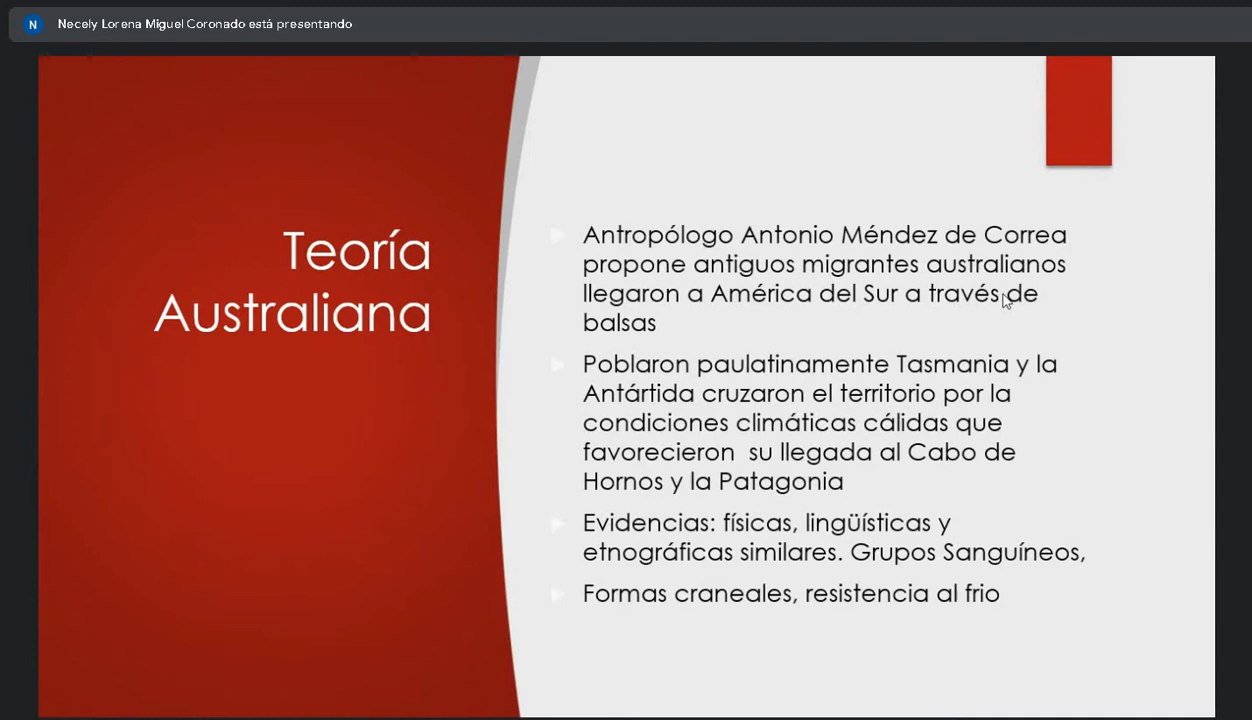 N Necely Lorena Miguel Coronado está presentando
Teoría
Australiana
Antropólogo Antonio Méndez de Correa
propone antiguos migrantes australianos
llegaron a América del Sur a través de
balsas
Poblaron paulatinamente Tasmania y la
Antártida cruzaron el territorio por la
condiciones climáticas cálidas que
favorecieron su llegada al Cabo de
Hornos y la Patagonia
Evidencias: físicas, lingüísticas y
etnográficas similares. Grupos Sanguíneos,
Formas craneales, resistencia al frio